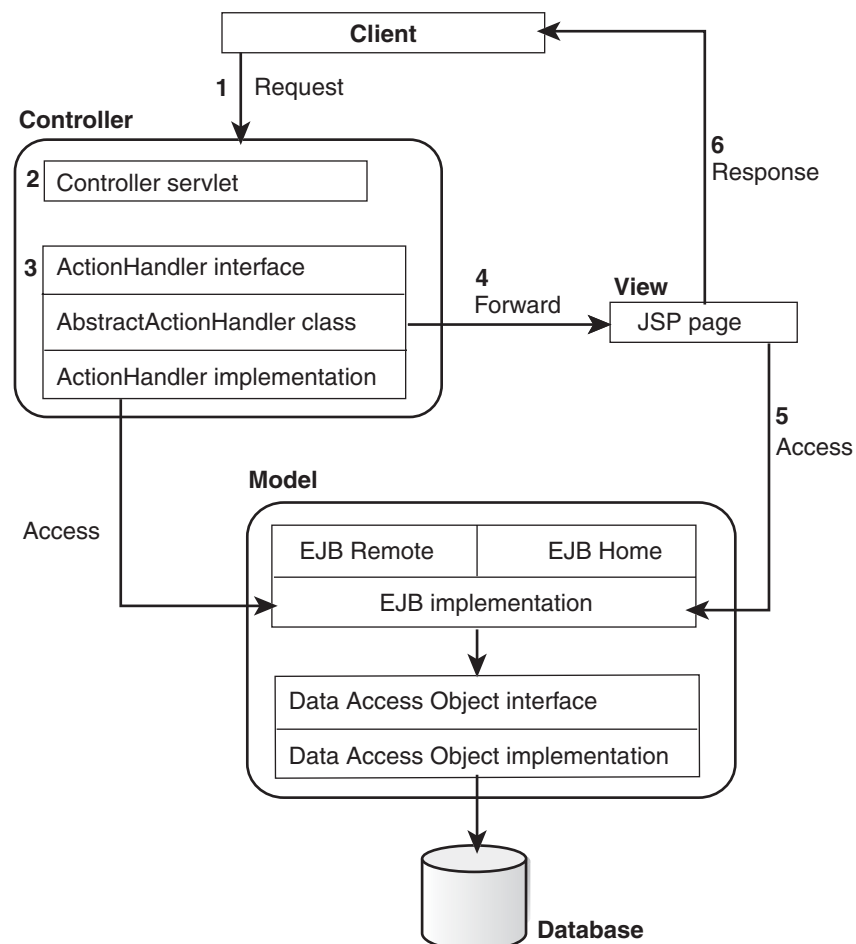 Client
1 Request
Controller
2 Controller servlet
3 ActionHandler interface
AbstractActionHandler class
ActionHandler implementation
4
Forward
View
JSP page
6
Response
5
Access
Access
Model
EJB Remote
EJB Home
EJB implementation
Data Access Object interface
Data Access Object implementation
Database